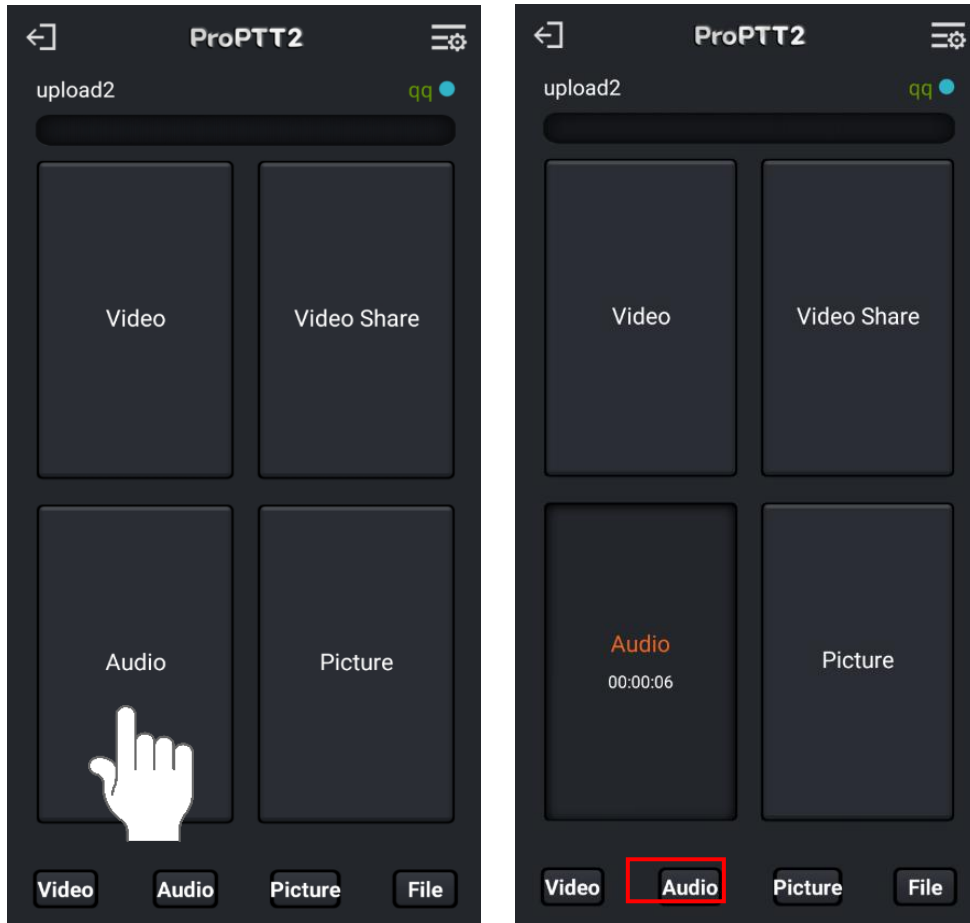 ProPTT2
upload2 qq
Video Video Share
Audio Picture
Video Audio Picture File
ProPTT2
upload2 qq
Video Video Share
Audio
00:00:06
Picture
Video Audio Picture File